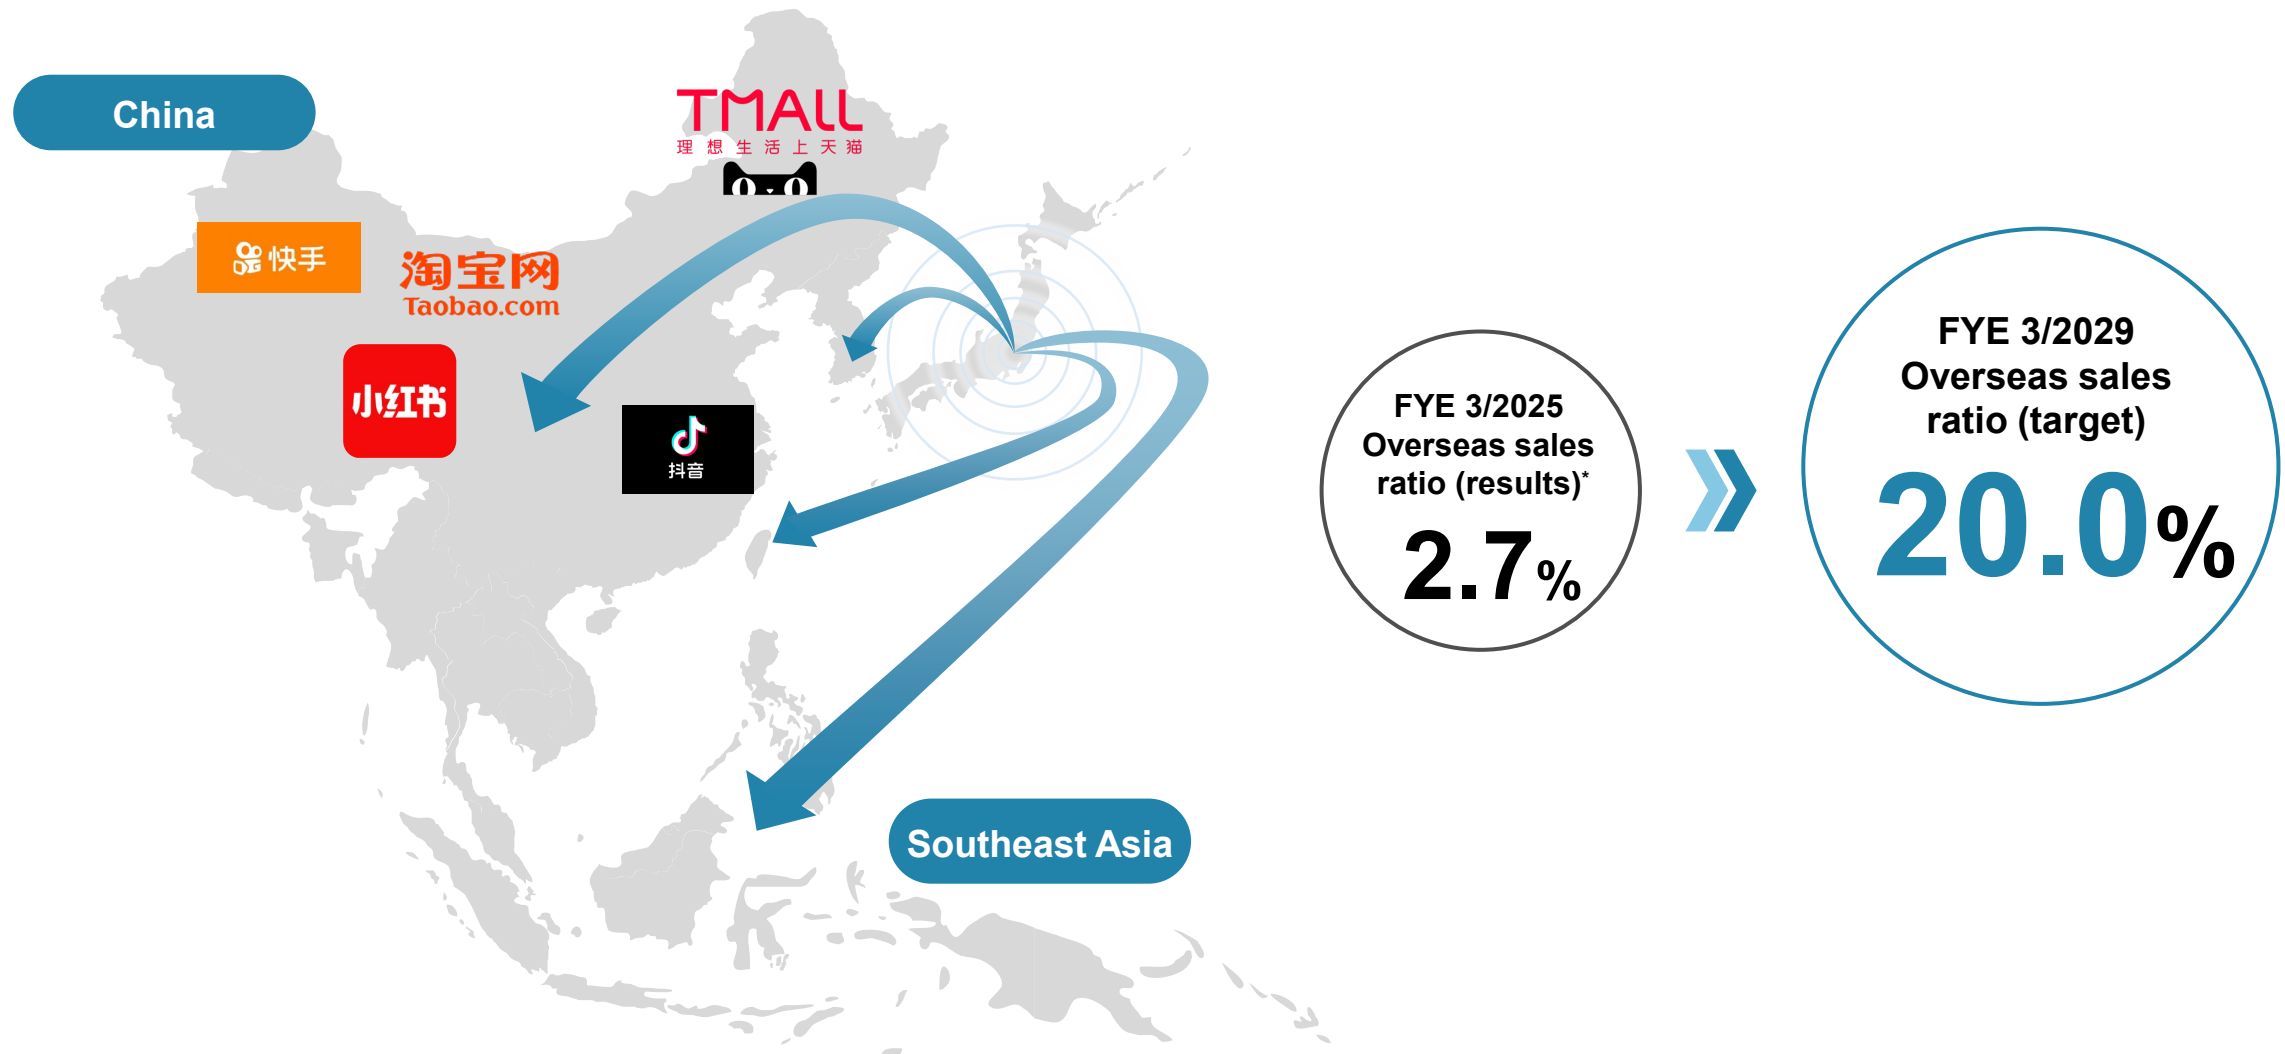 China
TMALL
理想生活上天猫
快手
淘宝网
Taobao.com
小红书
抖音
Southeast Asia
FYE 3/2025
Overseas sales
ratio (results)*
2.7%
FYE 3/2029
Overseas sales
ratio (target)
20.0%